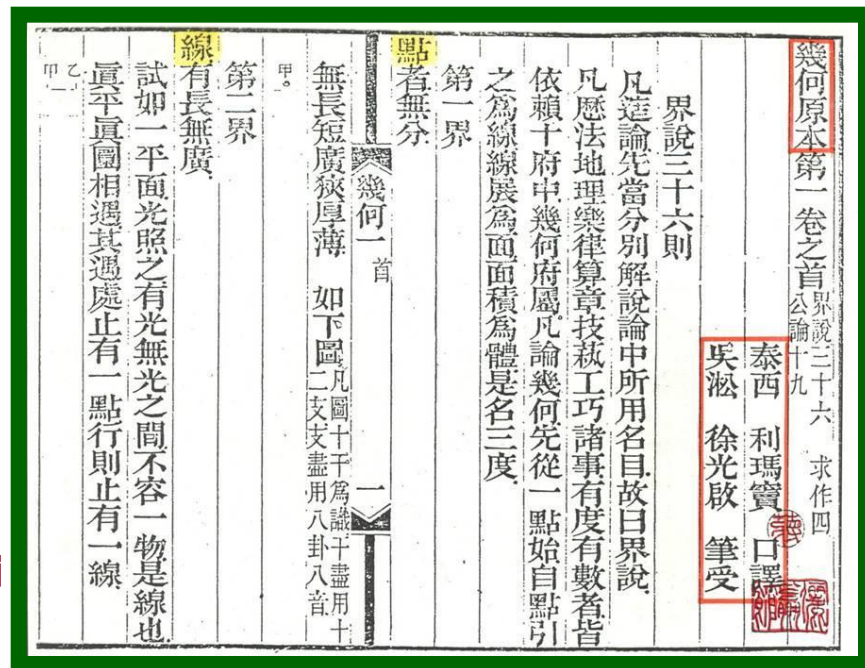 幾何原本第一卷之首 界說三十六 求作四
公論十九
泰西 利瑪竇 口譯
吳淞 徐光啟 筆受
界說三十六則
凡造論先當分別解說論中所用名目故曰界說
凡歷法地理樂律算章技埶工巧諸事有度有數者皆
依賴十府中幾何府屬凡論幾何先從一點始自點引
之為線線展為面面積為體是名三度
第一界
點者無分
幾何一 首 一
無長短廣狹厚薄 如下圖 凡圖十干為識干盡用十
二支支盡用八卦八音
甲
第二界
線有長無廣
試如一平面光照之有光無光之間不容一物是線也
真平真圜相遇其遇處止有一點行則止有一線
乙
甲